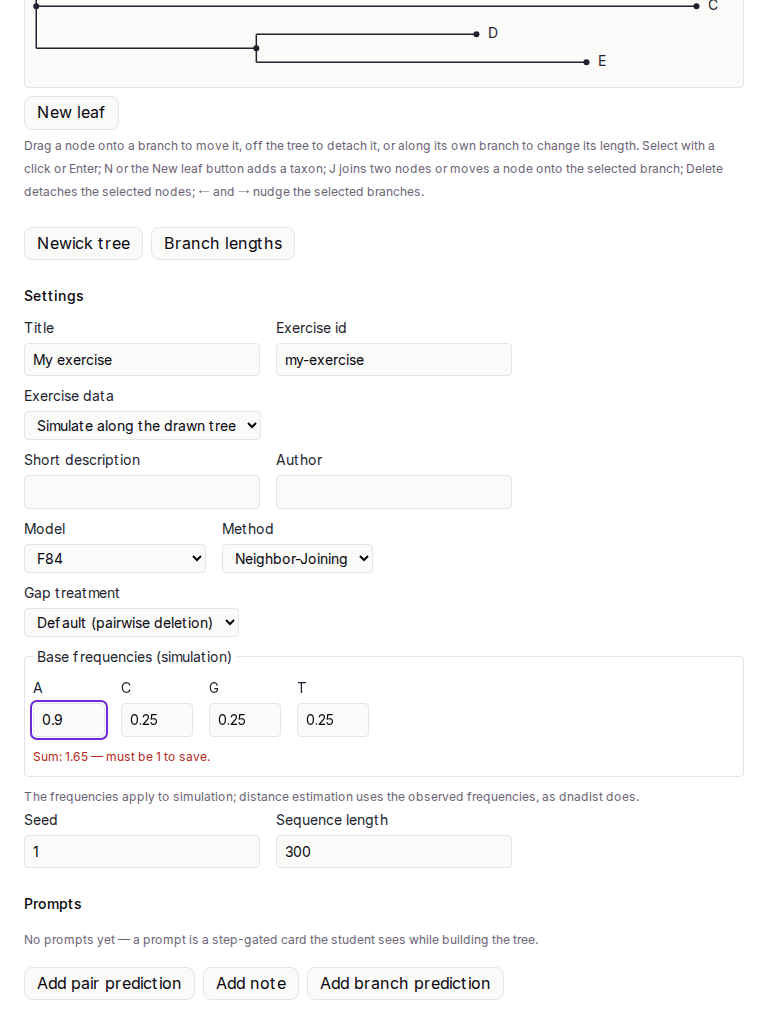 C
D
E
New leaf
Drag a node onto a branch to move it, off the tree to detach it, or along its own branch to change its length. Select with a
click or Enter; N or the New leaf button adds a taxon; J joins two nodes or moves a node onto the selected branch; Delete
detaches the selected nodes; ← and → nudge the selected branches.
Newick tree Branch lengths
Settings
Title Exercise id
My exercise my-exercise
Exercise data
Simulate along the drawn tree
Short description Author
Model Method
F84 Neighbor-Joining
Gap treatment
Default (pairwise deletion)
Base frequencies (simulation)
A C G T
0.9 0.25 0.25 0.25
Sum: 1.65 — must be 1 to save.
The frequencies apply to simulation; distance estimation uses the observed frequencies, as dnadist does.
Seed Sequence length
1 300
Prompts
No prompts yet — a prompt is a step-gated card the student sees while building the tree.
Add pair prediction Add note Add branch prediction